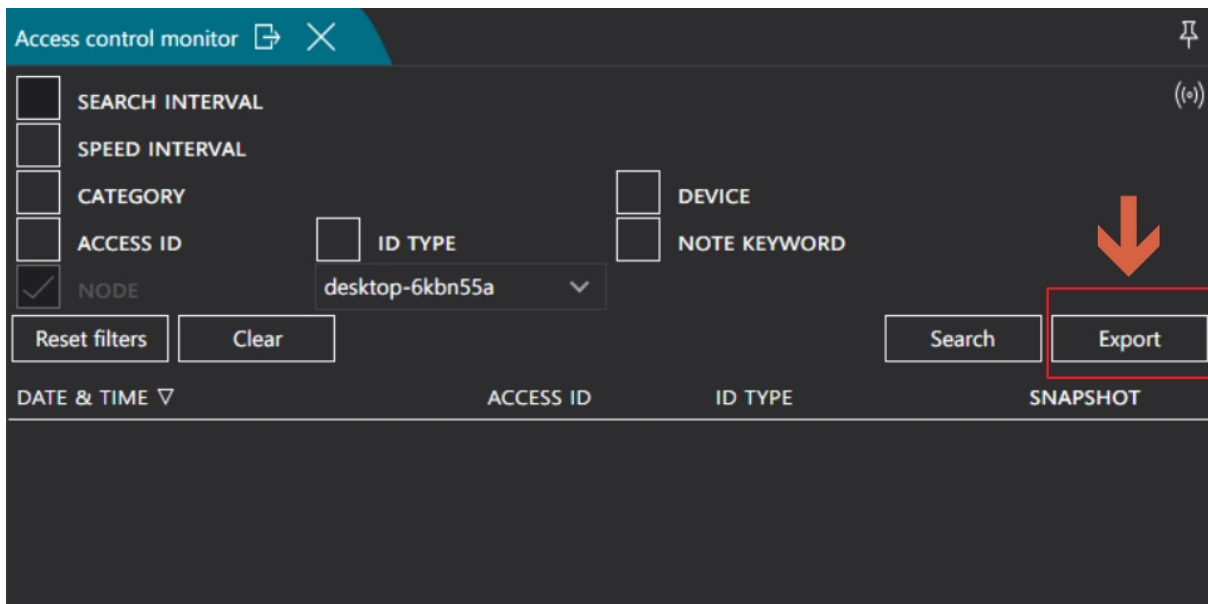 Access control monitor
SEARCH INTERVAL
SPEED INTERVAL
CATEGORY DEVICE
ACCESS ID ID TYPE NOTE KEYWORD
NODE desktop-6kbn55a
Reset filters Clear Search Export
DATE & TIME ACCESS ID ID TYPE SNAPSHOT